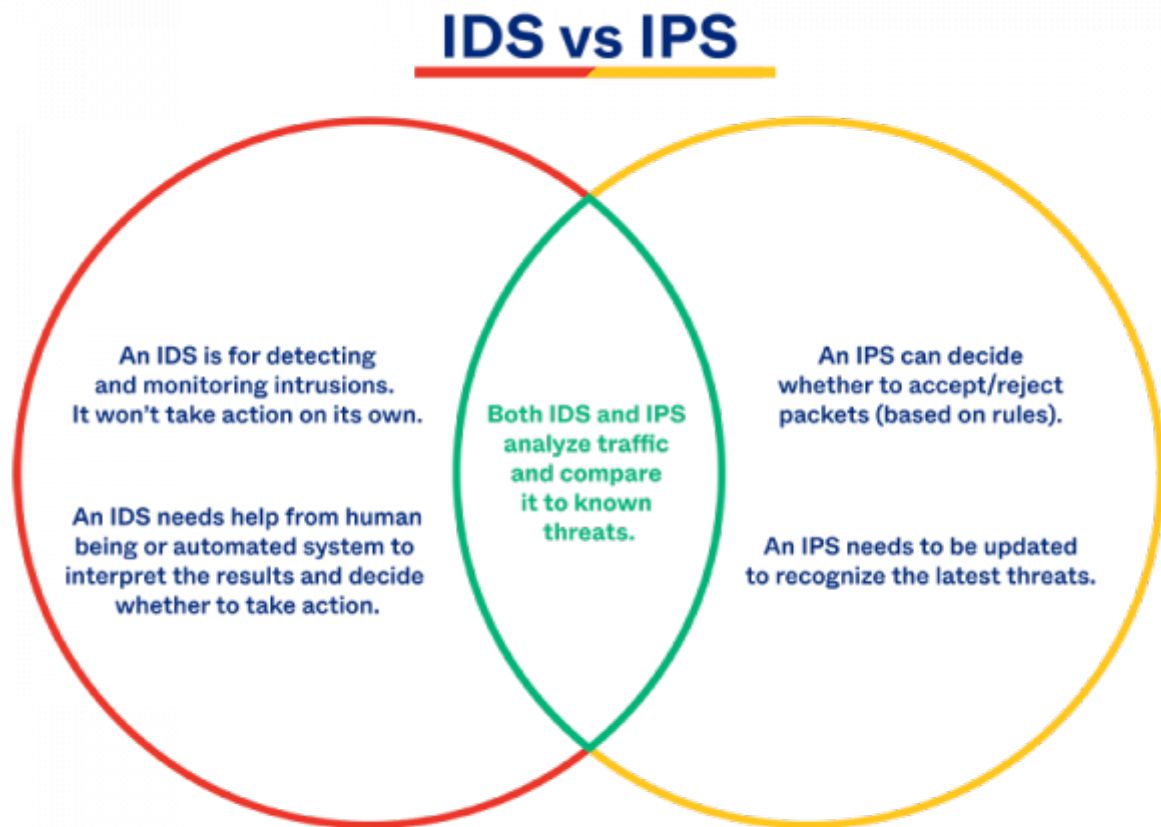 IDS vs IPS
An IDS is for detecting
and monitoring intrusions.
It won't take action on its own.
An IDS needs help from human
being or automated system to
interpret the results and decide
whether to take action.
Both IDS and IPS
analyze traffic
and compare
it to known
threats.
An IPS can decide
whether to accept/reject
packets (based on rules).
An IPS needs to be updated
to recognize the latest threats.